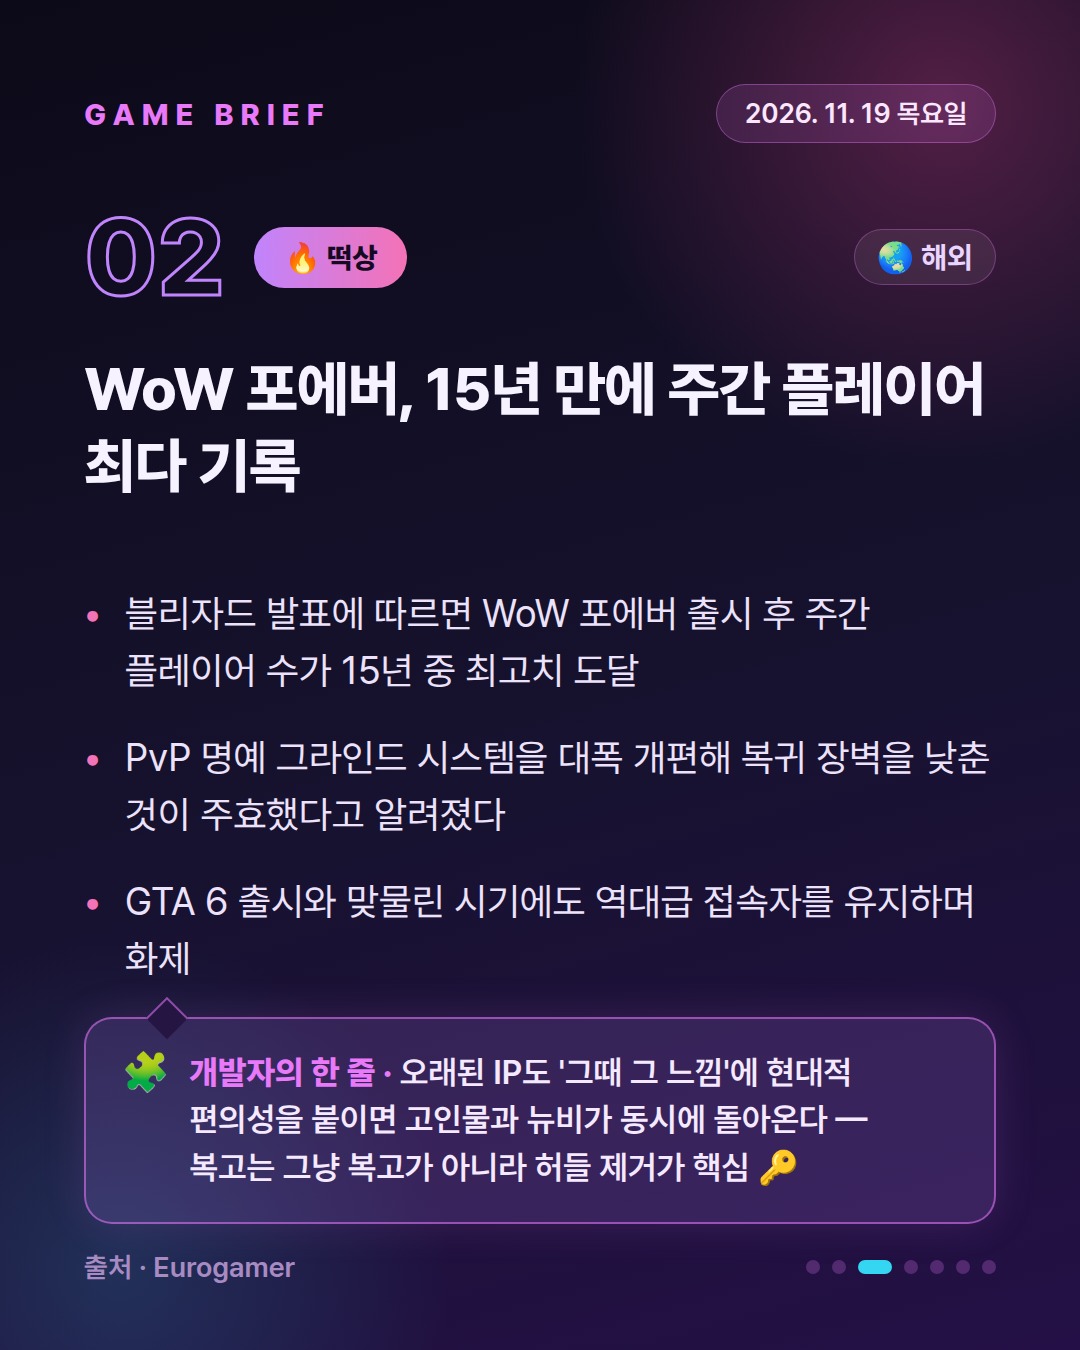 GAME BRIEF
2026. 11. 19 목요일
02
🔥 떡상
🌏 해외
WoW 포에버, 15년 만에 주간 플레이어
최다 기록
• 블리자드 발표에 따르면 WoW 포에버 출시 후 주간
플레이어 수가 15년 중 최고치 도달
• PvP 명예 그라인드 시스템을 대폭 개편해 복귀 장벽을 낮춘
것이 주효했다고 알려졌다
• GTA 6 출시와 맞물린 시기에도 역대급 접속자를 유지하며
화제
🧩 개발자의 한 줄 · 오래된 IP도 '그때 그 느낌'에 현대적
편의성을 붙이면 고인물과 뉴비가 동시에 돌아온다 —
복고는 그냥 복고가 아니라 허들 제거가 핵심 🔑
출처 · Eurogamer